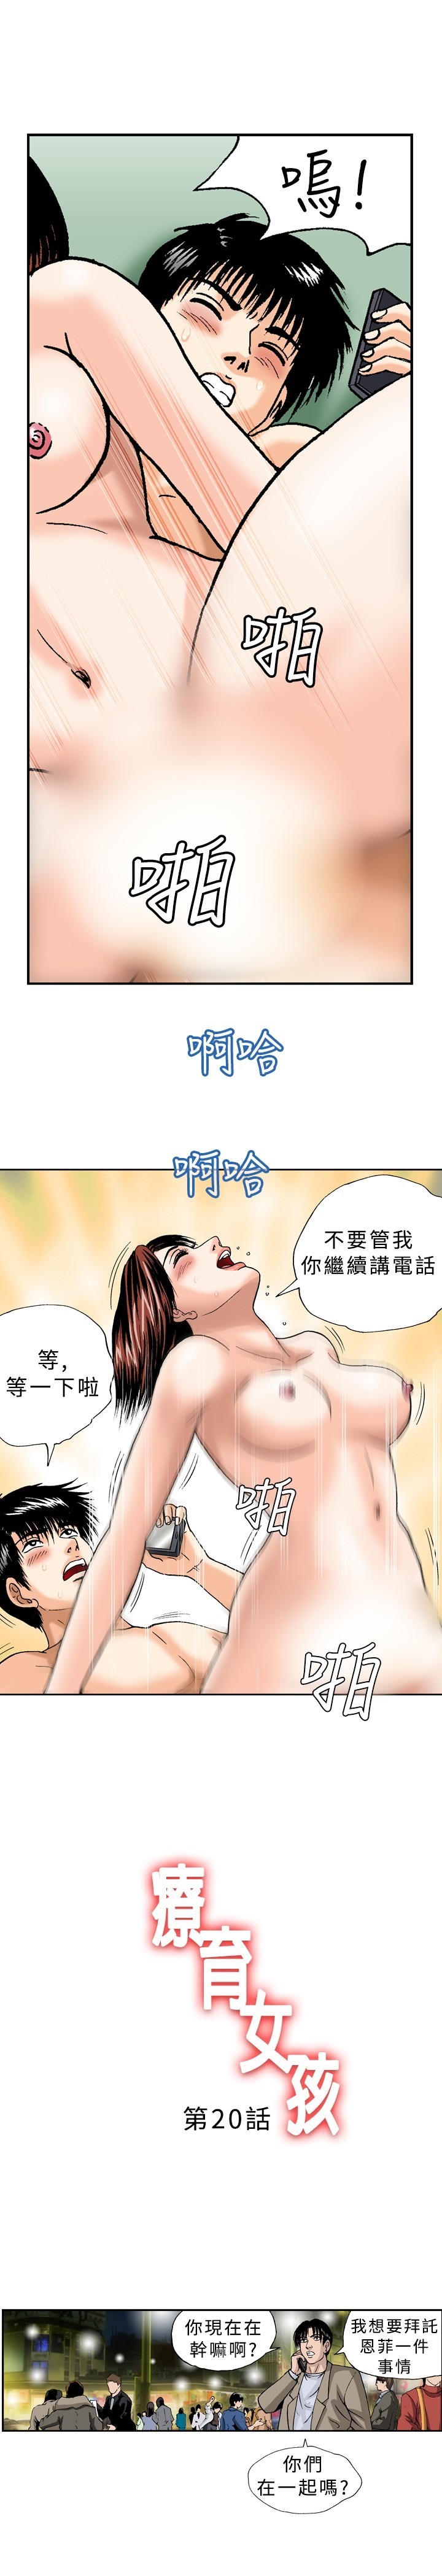 嗚!
啪
啪
啊哈
啊哈
不要管我
你繼續講電話
等,
等一下啦
啪
啪
療育女孩
第20話
你現在在
幹嘛啊?
我想要拜託
恩菲一件
事情
你們
在一起嗎?